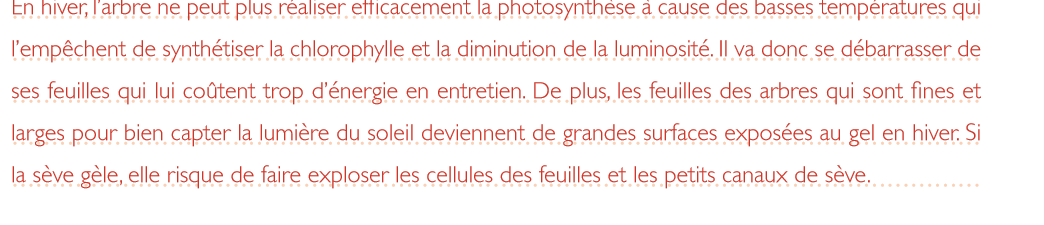 En hiver, l’arbre ne peut plus réaliser efficacement la photosynthèse à cause des basses températures qui
l’empêchent de synthétiser la chlorophylle et la diminution de la luminosité. Il va donc se débarrasser de
ses feuilles qui lui coûtent trop d’énergie en entretien. De plus, les feuilles des arbres qui sont fines et
larges pour bien capter la lumière du soleil deviennent de grandes surfaces exposées au gel en hiver. Si
la sève gèle, elle risque de faire exploser les cellules des feuilles et les petits canaux de sève.